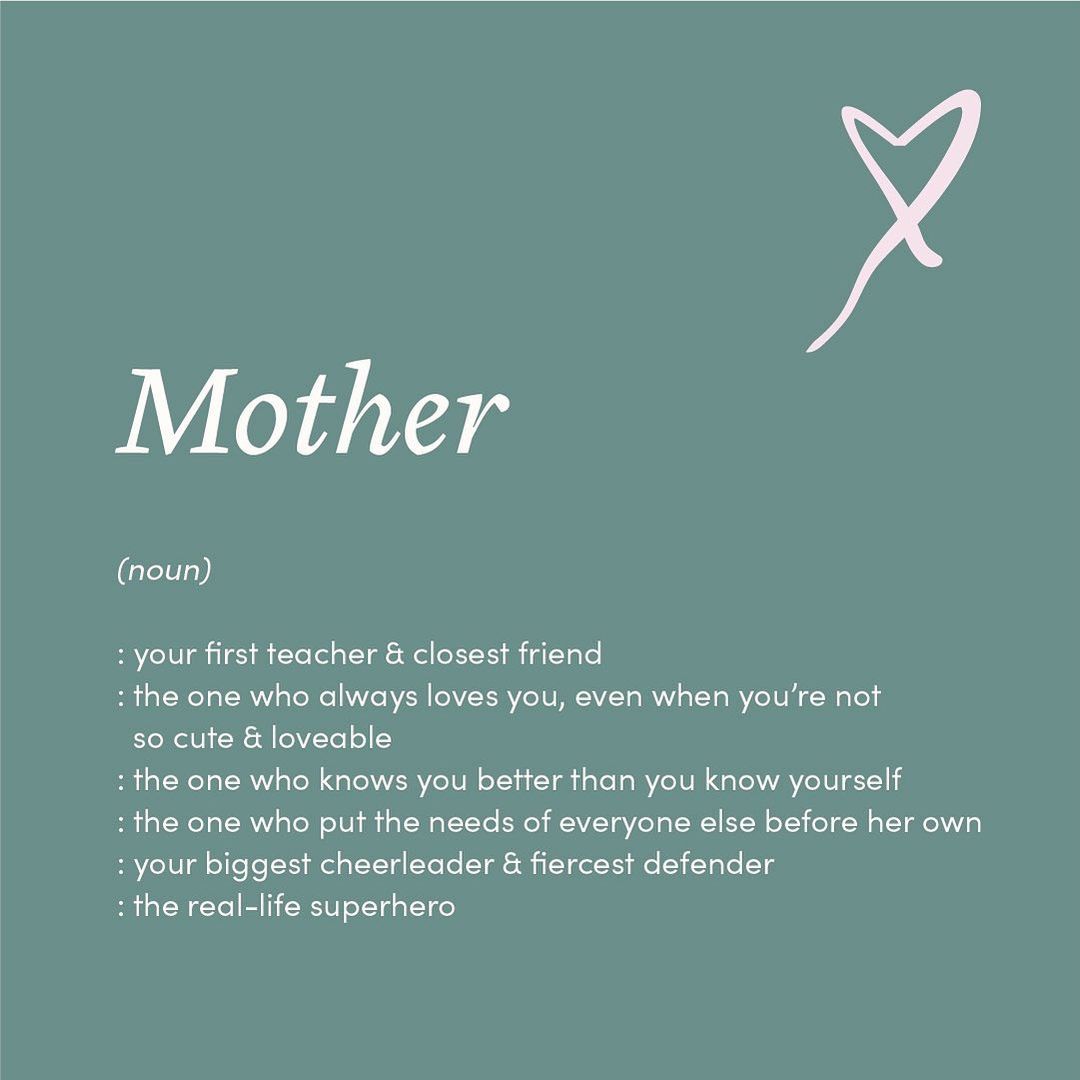 Mother
(noun)
: your first teacher & closest friend
: the one who always loves you, even when you’re not
so cute & loveable
: the one who knows you better than you know yourself
: the one who put the needs of everyone else before her own
: your biggest cheerleader & fiercest defender
: the real-life superhero